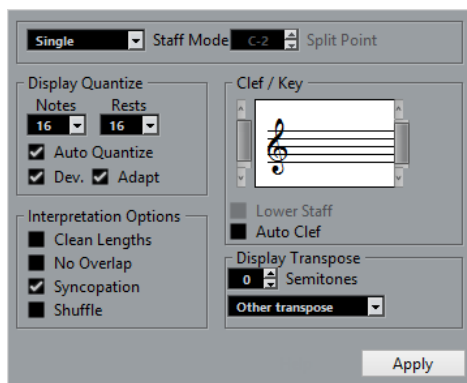 Single Staff Mode C-2 Split Point
Display Quantize
Notes Rests
16 16
Auto Quantize
Dev. Adapt
Interpretation Options
Clean Lengths
No Overlap
Syncopation
Shuffle
Clef / Key
Lower Staff
Auto Clef
Display Transpose
0 Semitones
Other transpose
Apply